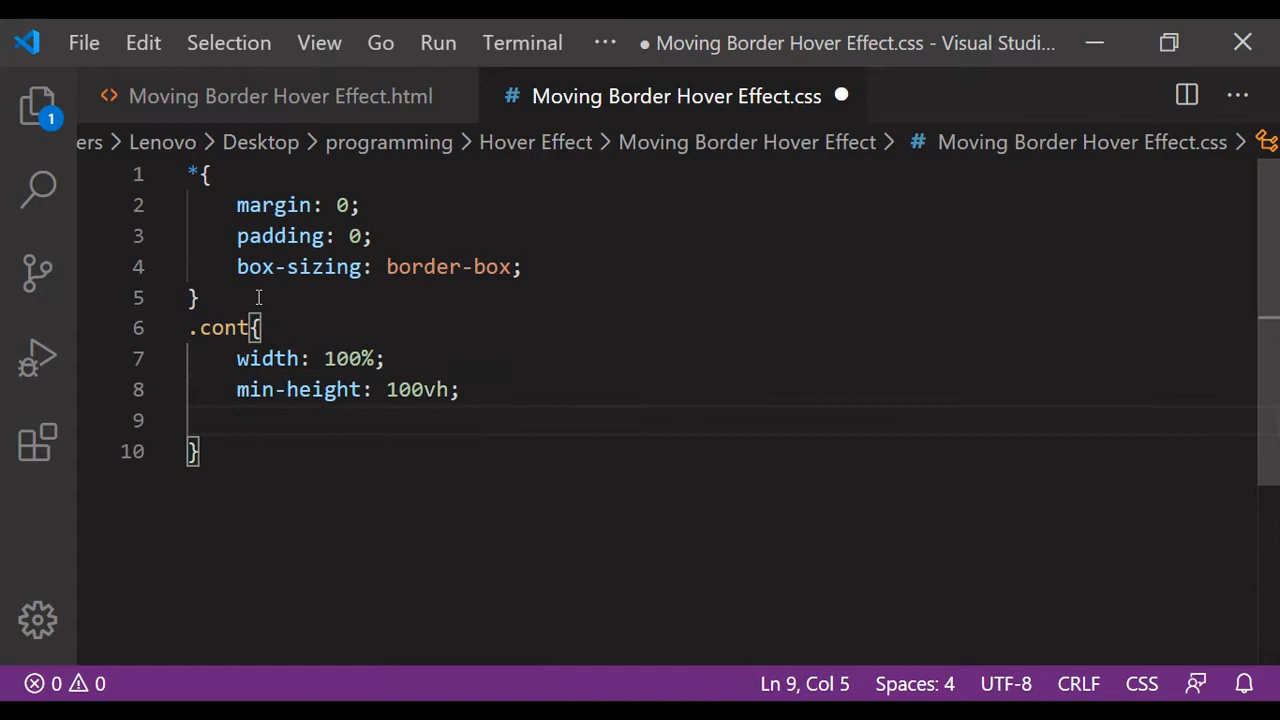 File Edit Selection View Go Run Terminal ··· ● Moving Border Hover Effect.css - Visual Studi...
<> Moving Border Hover Effect.html # Moving Border Hover Effect.css ●
ers > Lenovo > Desktop > programming > Hover Effect > Moving Border Hover Effect > # Moving Border Hover Effect.css >
1 *{
2 margin: 0;
3 padding: 0;
4 box-sizing: border-box;
5 }
6 .cont{
7 width: 100%;
8 min-height: 100vh;
9
10 }
1
0 0 Ln 9, Col 5 Spaces: 4 UTF-8 CRLF CSS